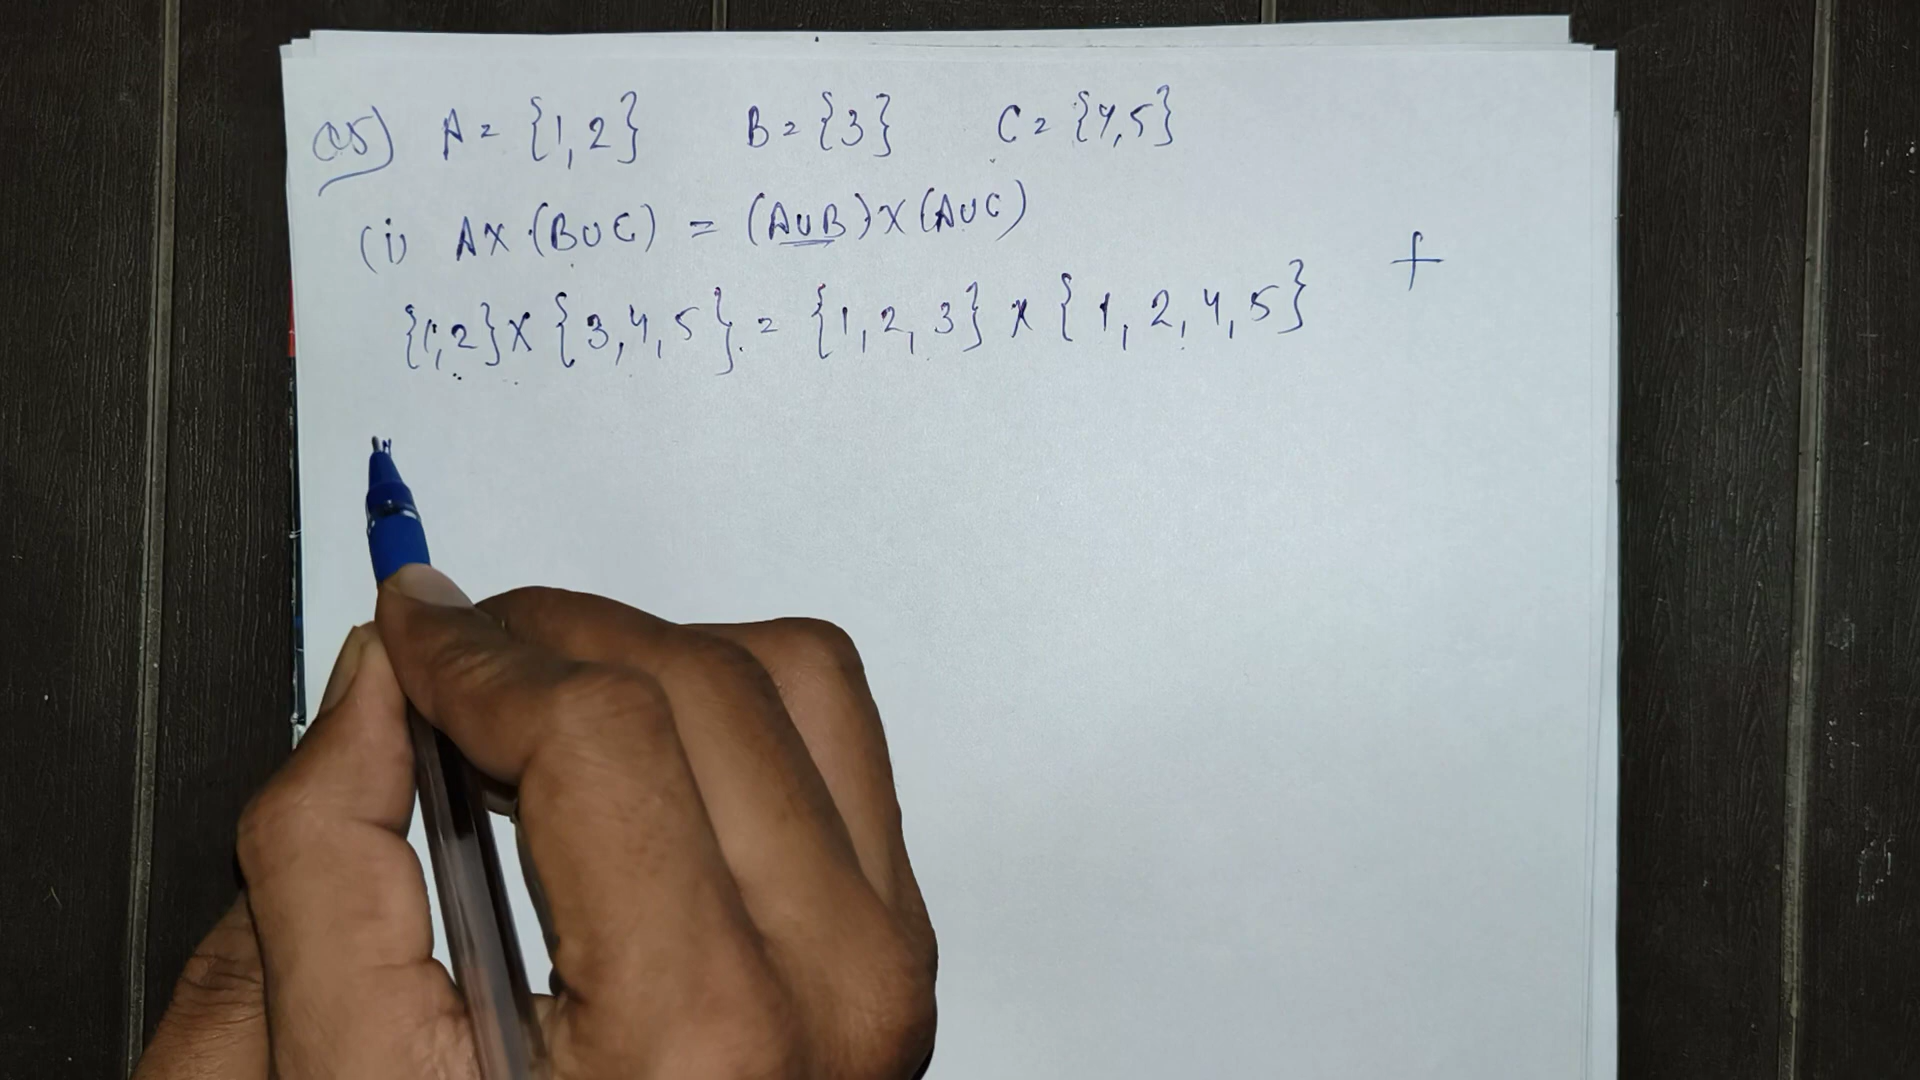 Q5) A = {1,2} B = {3} C = {4,5}
(i) A×(B∪C) = (A∪B)×(A∪C)
{1,2}×{3,4,5} = {1,2,3}×{1,2,4,5}
+